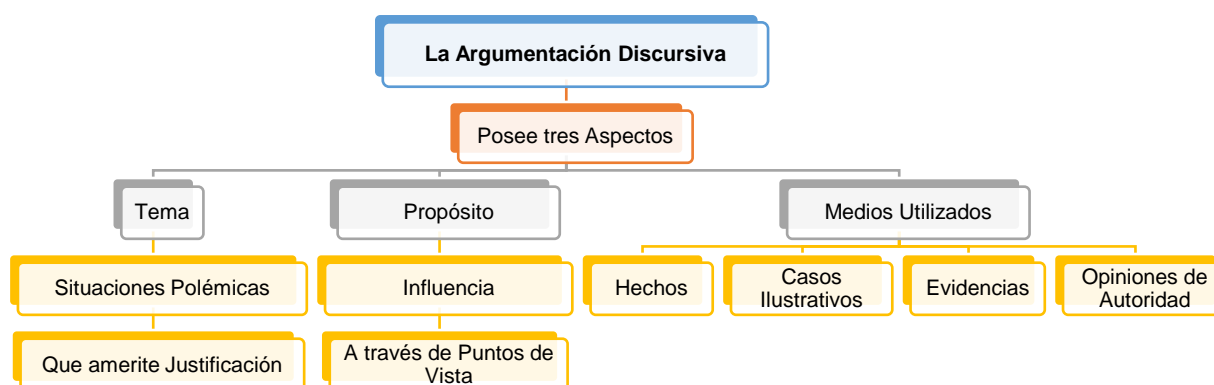 La Argumentación Discursiva
Posee tres Aspectos
Tema
Propósito
Medios Utilizados
Situaciones Polémicas
Influencia
Hechos
Casos
Ilustrativos
Evidencias
Opiniones de
Autoridad
Que amerite Justificación
A través de Puntos de
Vista